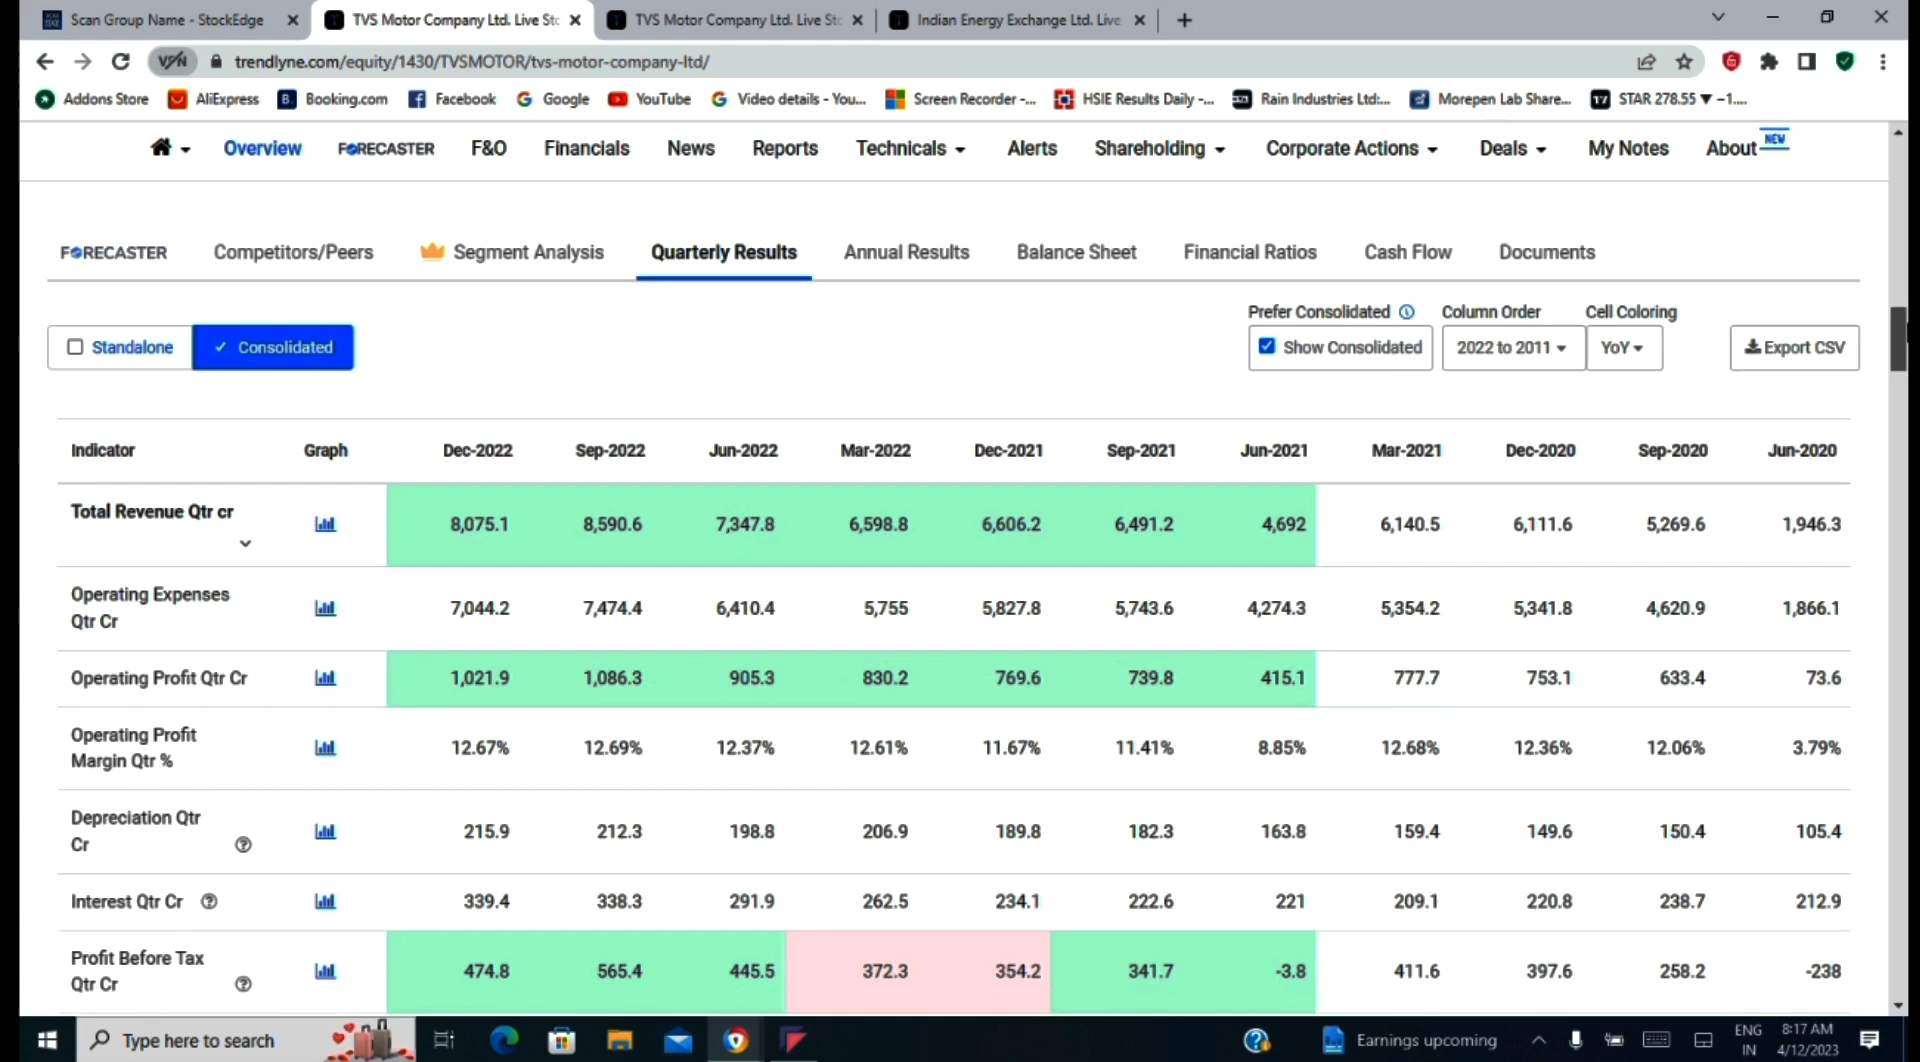 Scan Group Name - StockEdge
TVS Motor Company Ltd. Live Sto
TVS Motor Company Ltd. Live Sto
Indian Energy Exchange Ltd. Live
VPN
trendlyne.com/equity/1430/TVSMOTOR/tvs-motor-company-ltd/
Addons Store AliExpress Booking.com Facebook Google YouTube Video details - You... Screen Recorder -... HSIE Results Daily -... Rain Industries Ltd:... Morepen Lab Share... STAR 278.55 ▼ −1....
Overview FORECASTER F&O Financials News Reports Technicals Alerts Shareholding Corporate Actions Deals My Notes About NEW
FORECASTER Competitors/Peers Segment Analysis Quarterly Results Annual Results Balance Sheet Financial Ratios Cash Flow Documents
Prefer Consolidated Column Order Cell Coloring
Standalone Consolidated Show Consolidated 2022 to 2011 YoY Export CSV
Indicator Graph Dec-2022 Sep-2022 Jun-2022 Mar-2022 Dec-2021 Sep-2021 Jun-2021 Mar-2021 Dec-2020 Sep-2020 Jun-2020
Total Revenue Qtr cr 8,075.1 8,590.6 7,347.8 6,598.8 6,606.2 6,491.2 4,692 6,140.5 6,111.6 5,269.6 1,946.3
Operating Expenses
Qtr Cr 7,044.2 7,474.4 6,410.4 5,755 5,827.8 5,743.6 4,274.3 5,354.2 5,341.8 4,620.9 1,866.1
Operating Profit Qtr Cr 1,021.9 1,086.3 905.3 830.2 769.6 739.8 415.1 777.7 753.1 633.4 73.6
Operating Profit
Margin Qtr % 12.67% 12.69% 12.37% 12.61% 11.67% 11.41% 8.85% 12.68% 12.36% 12.06% 3.79%
Depreciation Qtr
Cr 215.9 212.3 198.8 206.9 189.8 182.3 163.8 159.4 149.6 150.4 105.4
Interest Qtr Cr 339.4 338.3 291.9 262.5 234.1 222.6 221 209.1 220.8 238.7 212.9
Profit Before Tax
Qtr Cr 474.8 565.4 445.5 372.3 354.2 341.7 -3.8 411.6 397.6 258.2 -238
Type here to search
Earnings upcoming
ENG
IN
8:17 AM
4/12/2023